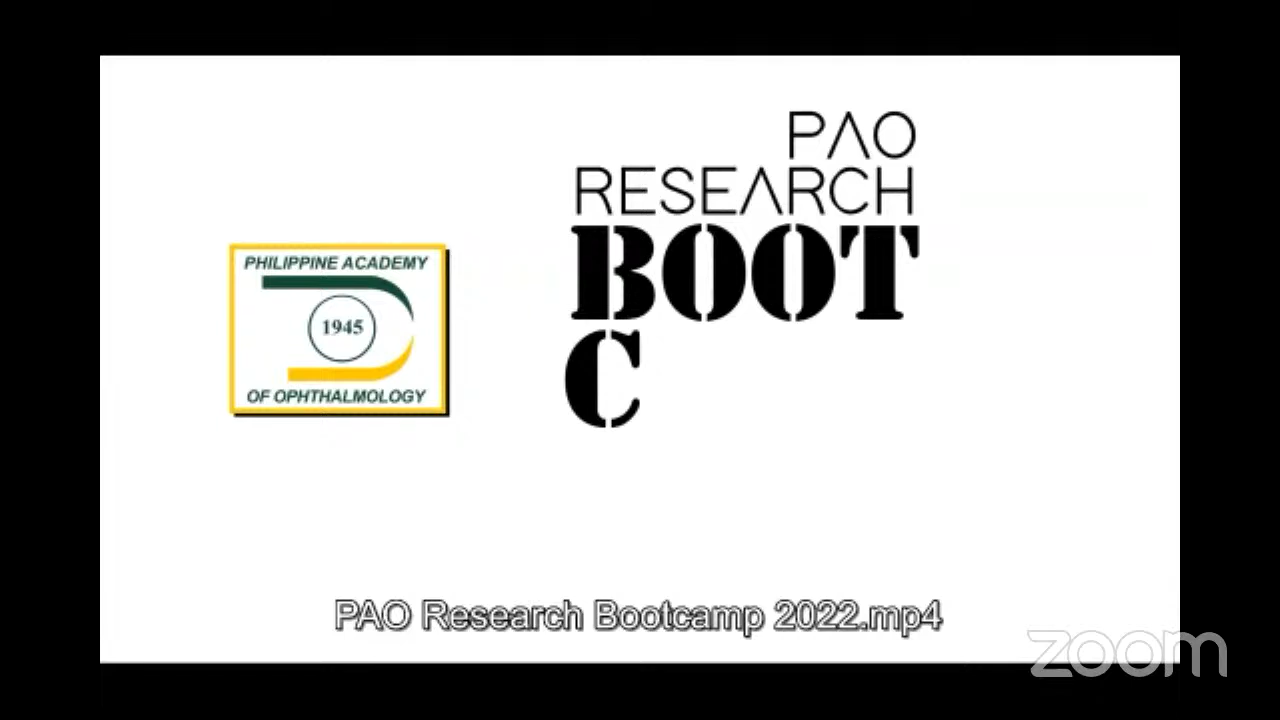 PAO
RESEARCH
BOOT
C
PHILIPPINE ACADEMY
1945
OF OPHTHALMOLOGY
PAO Research Bootcamp 2022.mp4
zoom